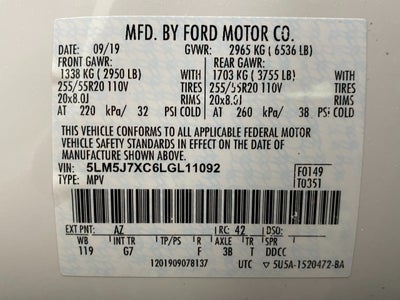 MFD. BY FORD MOTOR CO.
DATE: 09/19 GVWR: 2965 KG ( 6536 LB)
FRONT GAWR: REAR GAWR:
1338 KG ( 2950 LB) WITH 1703 KG ( 3755 LB) WITH
255/55R20 110V TIRES 255/55R20 110V TIRES
20x8.0J RIMS 20x8.0J RIMS
AT 220 kPa/ 32 PSI COLD AT 260 kPa/ 38 PSI COLD
THIS VEHICLE CONFORMS TO ALL APPLICABLE FEDERAL MOTOR
VEHICLE SAFETY STANDARDS IN EFFECT ON THE DATE OF
MANUFACTURE SHOWN ABOVE.
VIN: 5LM5J7XC6LGL11092 F0149
TYPE: MPV T0351
EXT PNT: AZ RC: 42 DSO:
WB INT TR TP/PS R AXLE TR SPR
119 G7 F 3B T DDCC
1201909078137 UTC 5U5A-1520472-BA